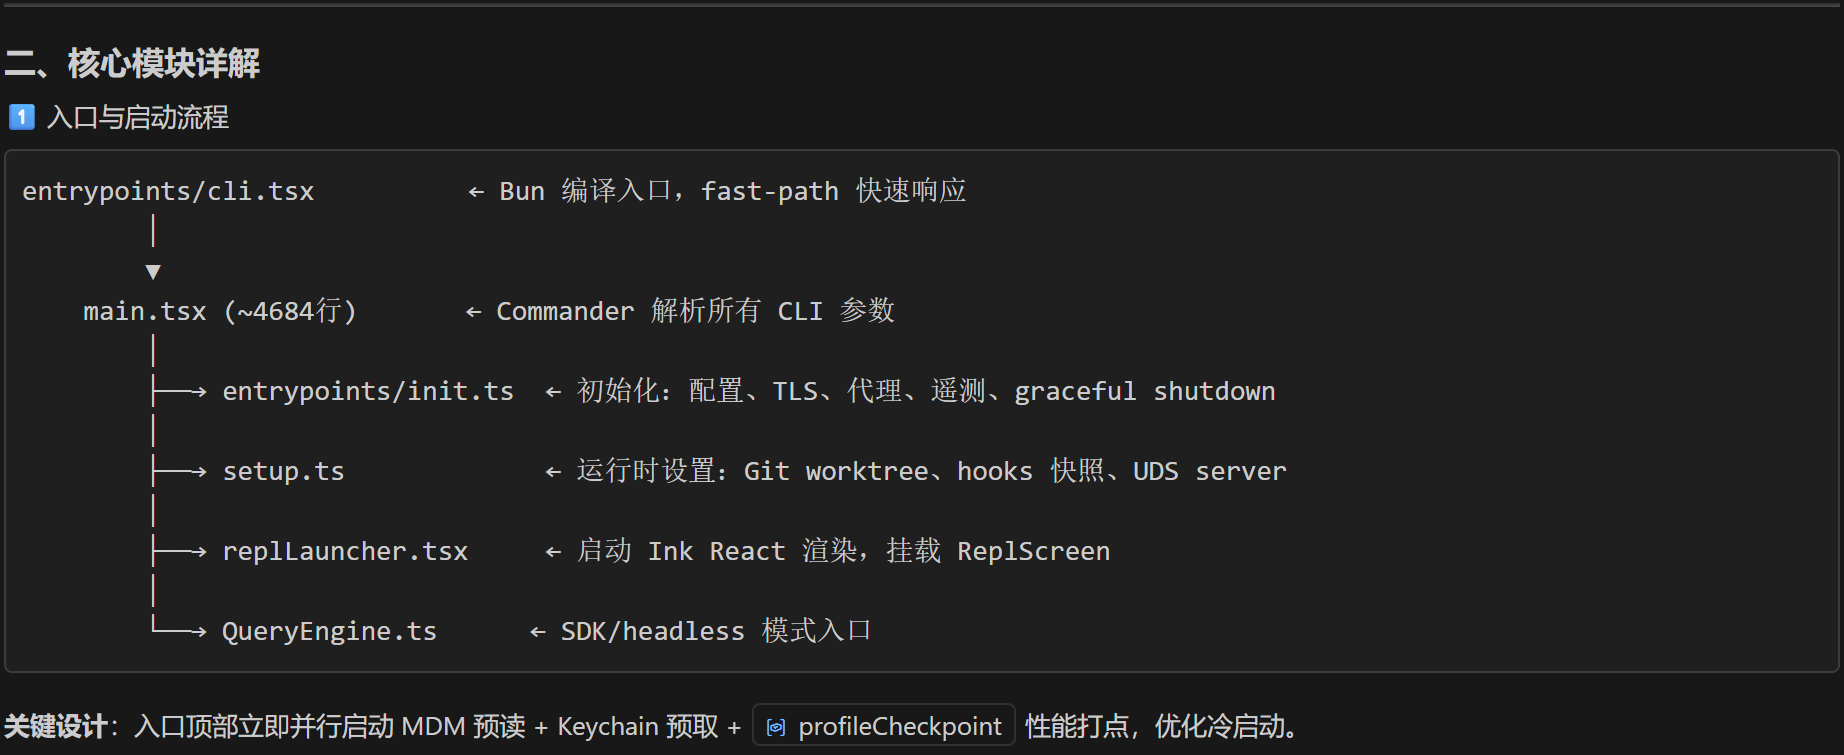 二、核心模块详解
1 入口与启动流程
entrypoints/cli.tsx ← Bun 编译入口，fast-path 快速响应
│
▼
main.tsx (~4684行) ← Commander 解析所有 CLI 参数
│
├──→ entrypoints/init.ts ← 初始化：配置、TLS、代理、遥测、graceful shutdown
│
├──→ setup.ts ← 运行时设置：Git worktree、hooks 快照、UDS server
│
├──→ replLauncher.tsx ← 启动 Ink React 渲染，挂载 ReplScreen
│
└──→ QueryEngine.ts ← SDK/headless 模式入口
关键设计：入口顶部立即并行启动 MDM 预读 + Keychain 预取 + profileCheckpoint 性能打点，优化冷启动。